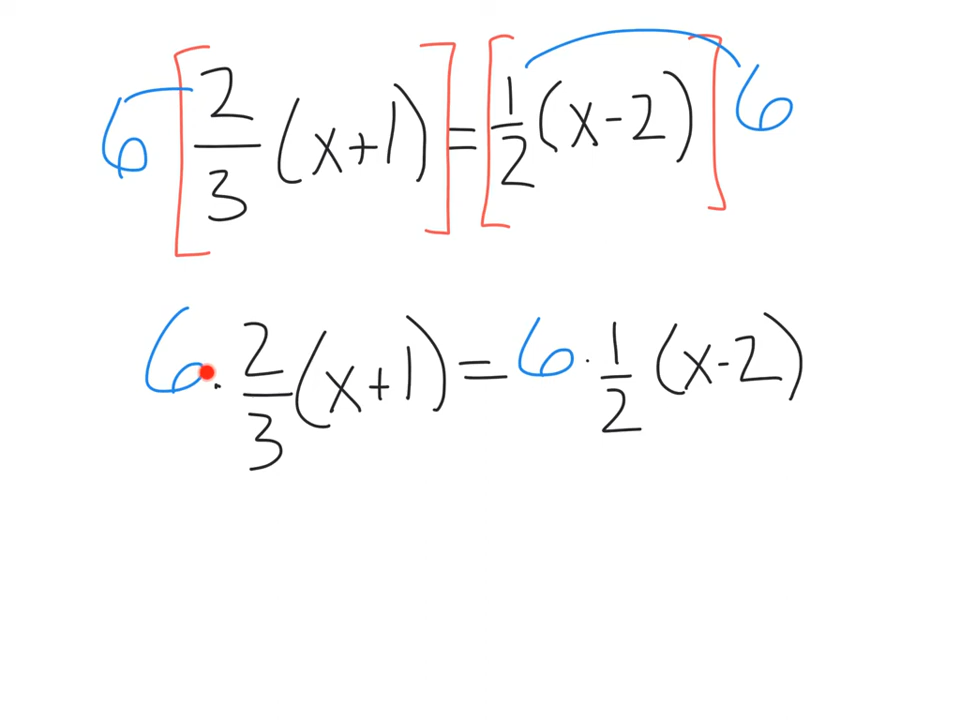 6 [2/3 (x+1)] = [1/2 (x-2)] 6
6 · 2/3 (x+1) = 6 · 1/2 (x-2)